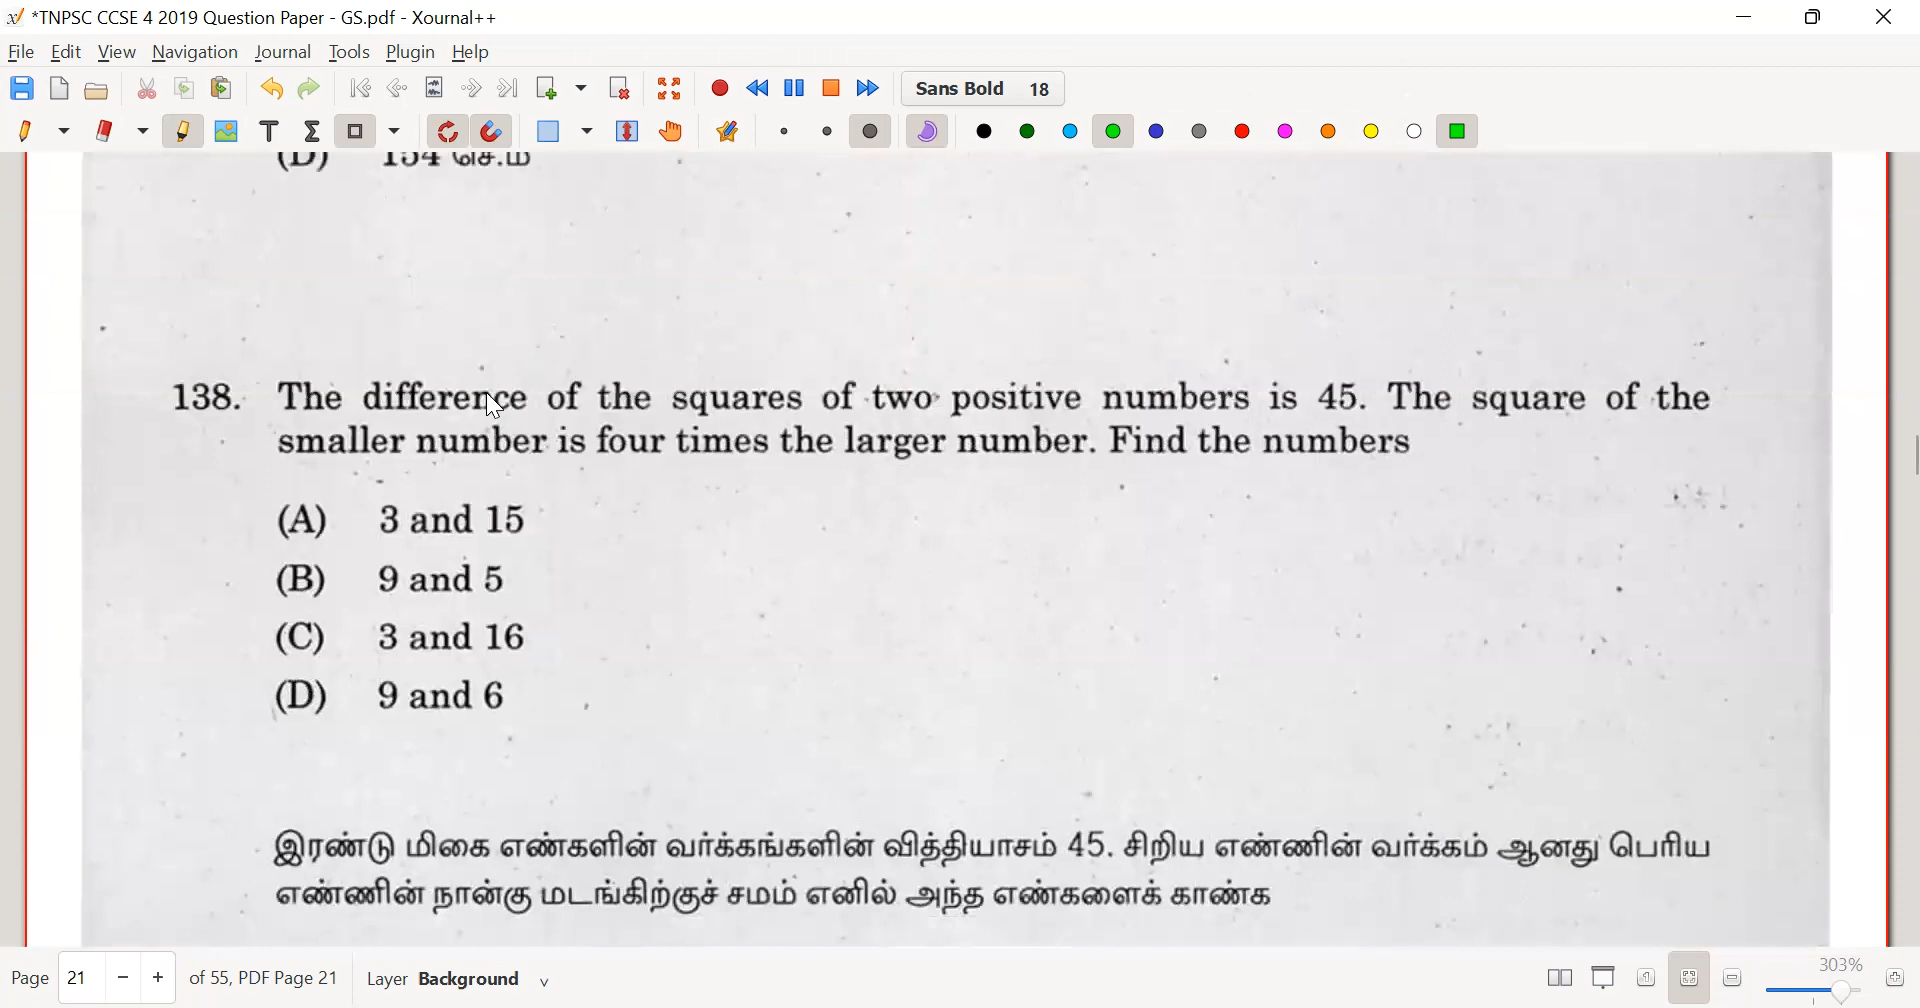 *TNPSC CCSE 4 2019 Question Paper - GS.pdf - Xournal++
File Edit View Navigation Journal Tools Plugin Help
Sans Bold 18
(D) 154 செ.மீ
138. The difference of the squares of two positive numbers is 45. The square of the
smaller number is four times the larger number. Find the numbers
(A) 3 and 15
(B) 9 and 5
(C) 3 and 16
(D) 9 and 6
இரண்டு மிகை எண்களின் வர்க்கங்களின் வித்தியாசம் 45. சிறிய எண்ணின் வர்க்கம் ஆனது பெரிய
எண்ணின் நான்கு மடங்கிற்குச் சமம் எனில் அந்த எண்களைக் காண்க
Page 21 − + of 55, PDF Page 21 Layer Background 303%